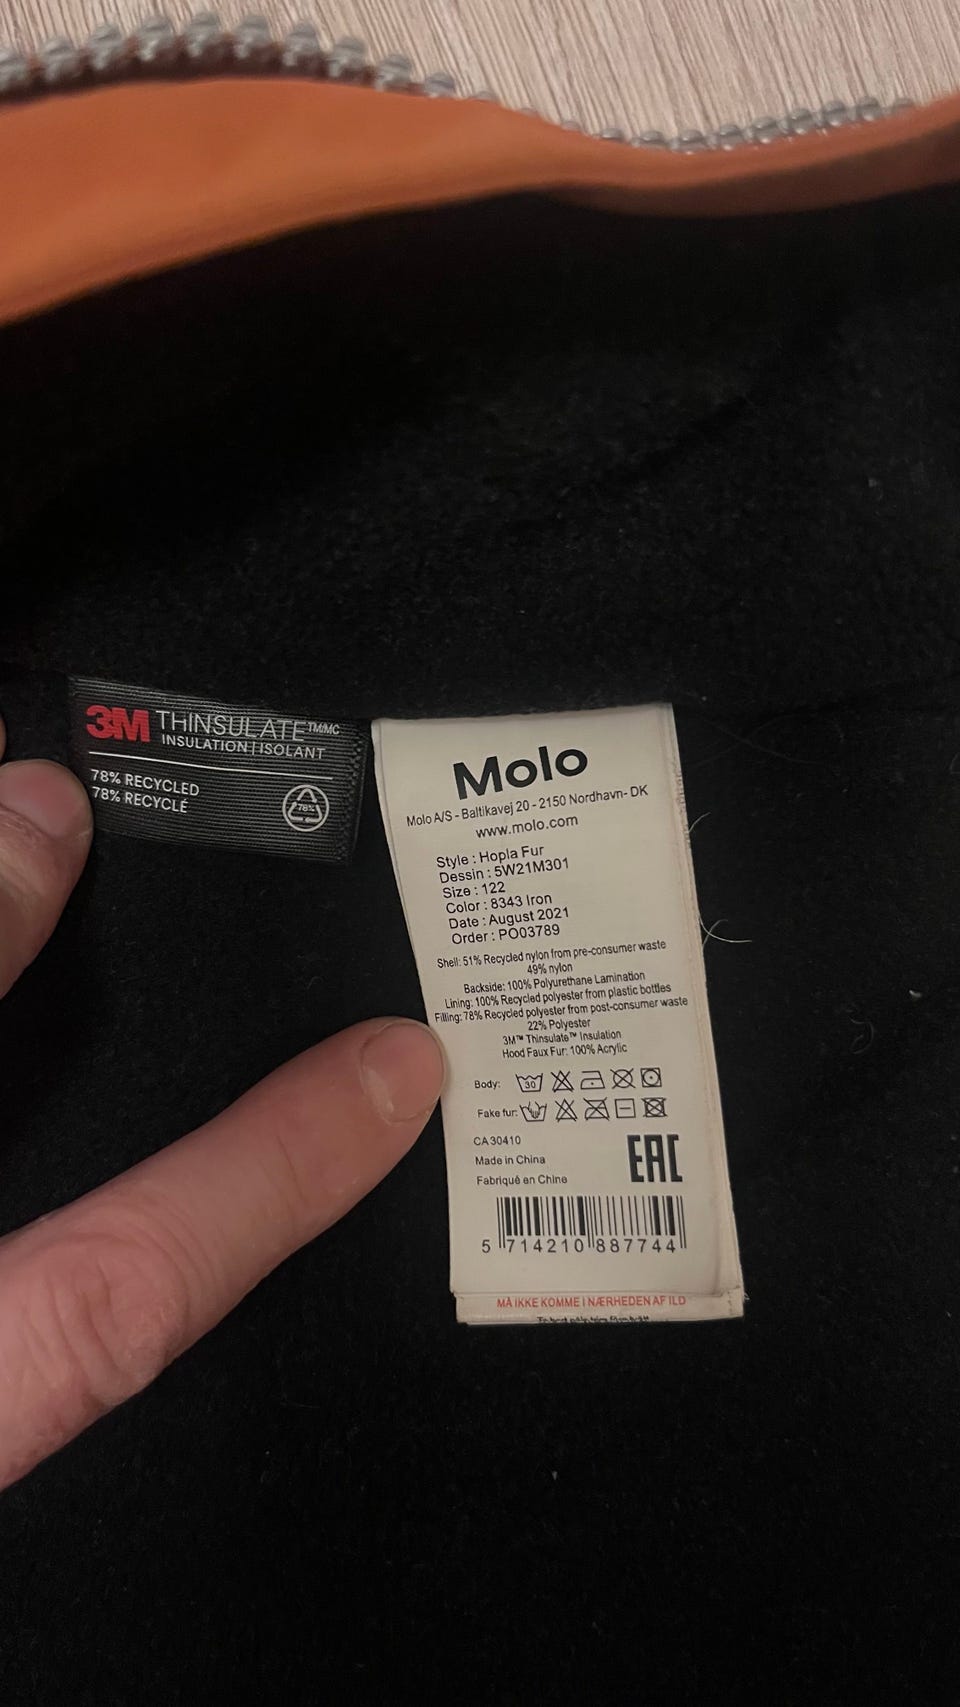 3M THINSULATE™/MC
INSULATION | ISOLANT
78% RECYCLED
78% RECYCLÉ
78%
Molo
Molo A/S - Baltikavej 20 - 2150 Nordhavn- DK
www.molo.com
Style : Hopla Fur
Dessin : 5W21M301
Size : 122
Color : 8343 Iron
Date : August 2021
Order : PO03789
Shell: 51% Recycled nylon from pre-consumer waste
49% nylon
Backside: 100% Polyurethane Lamination
Lining: 100% Recycled polyester from plastic bottles
Filling: 78% Recycled polyester from post-consumer waste
22% Polyester
3M™ Thinsulate™ Insulation
Hood Faux Fur: 100% Acrylic
Body: 30
Fake fur:
CA 30410
Made in China
Fabriqué en Chine
EAC
5 714210 887744
MÅ IKKE KOMME I NÆRHEDEN AF ILD